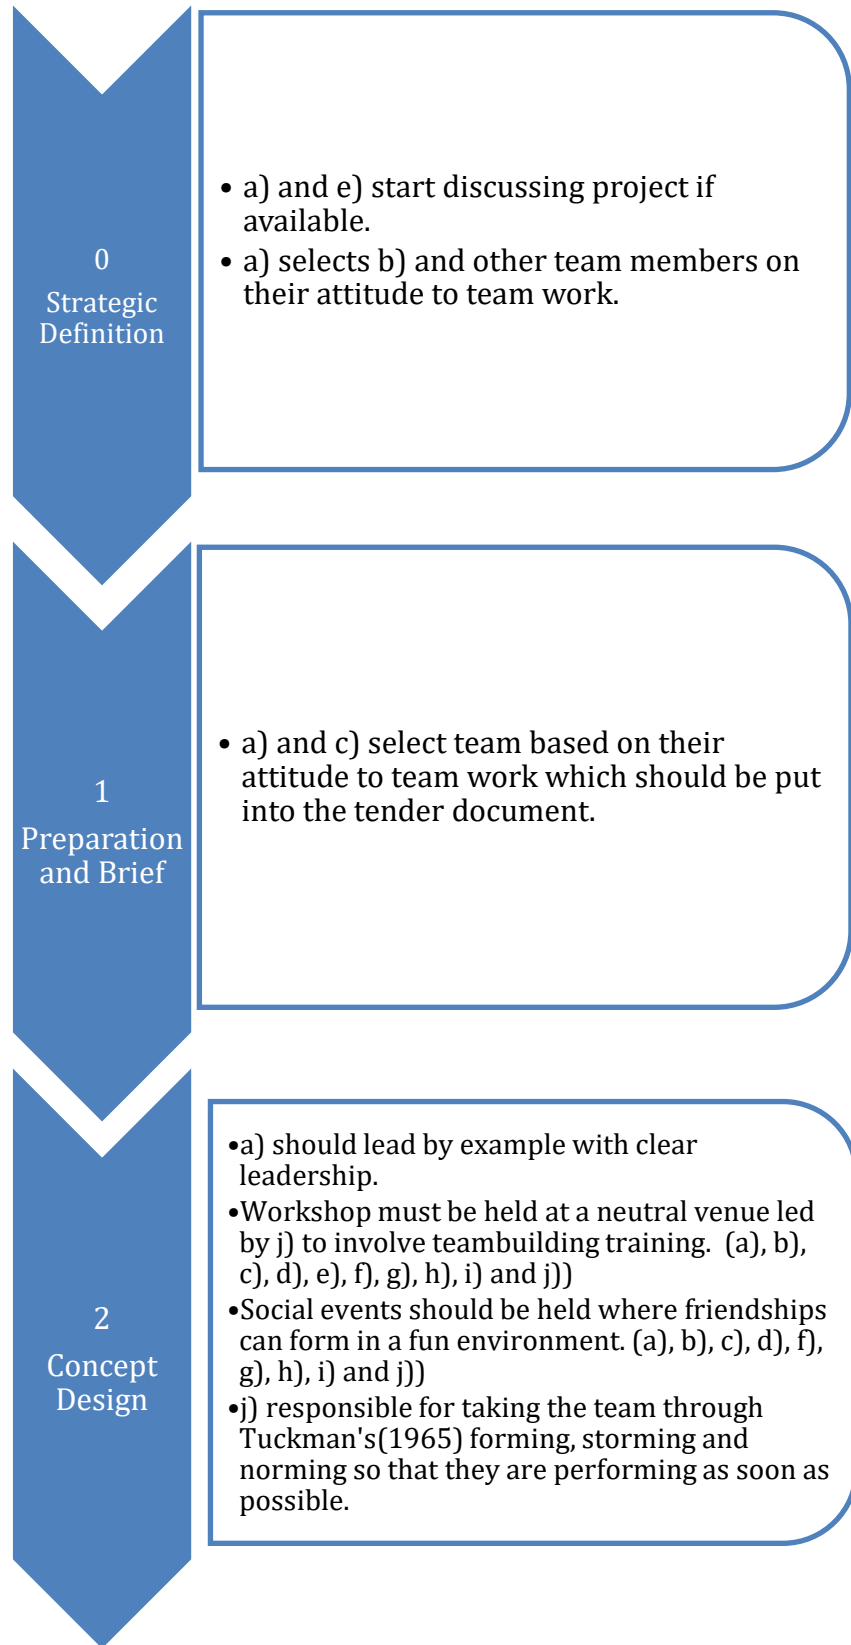 0
Strategic
Definition
• a) and e) start discussing project if
available.
• a) selects b) and other team members on
their attitude to team work.
1
Preparation
and Brief
• a) and c) select team based on their
attitude to team work which should be put
into the tender document.
2
Concept
Design
•a) should lead by example with clear
leadership.
•Workshop must be held at a neutral venue led
by j) to involve teambuilding training.  (a), b),
c), d), e), f), g), h), i) and j))
•Social events should be held where friendships
can form in a fun environment. (a), b), c), d), f),
g), h), i) and j))
•j) responsible for taking the team through
Tuckman's(1965) forming, storming and
norming so that they are performing as soon as
possible.